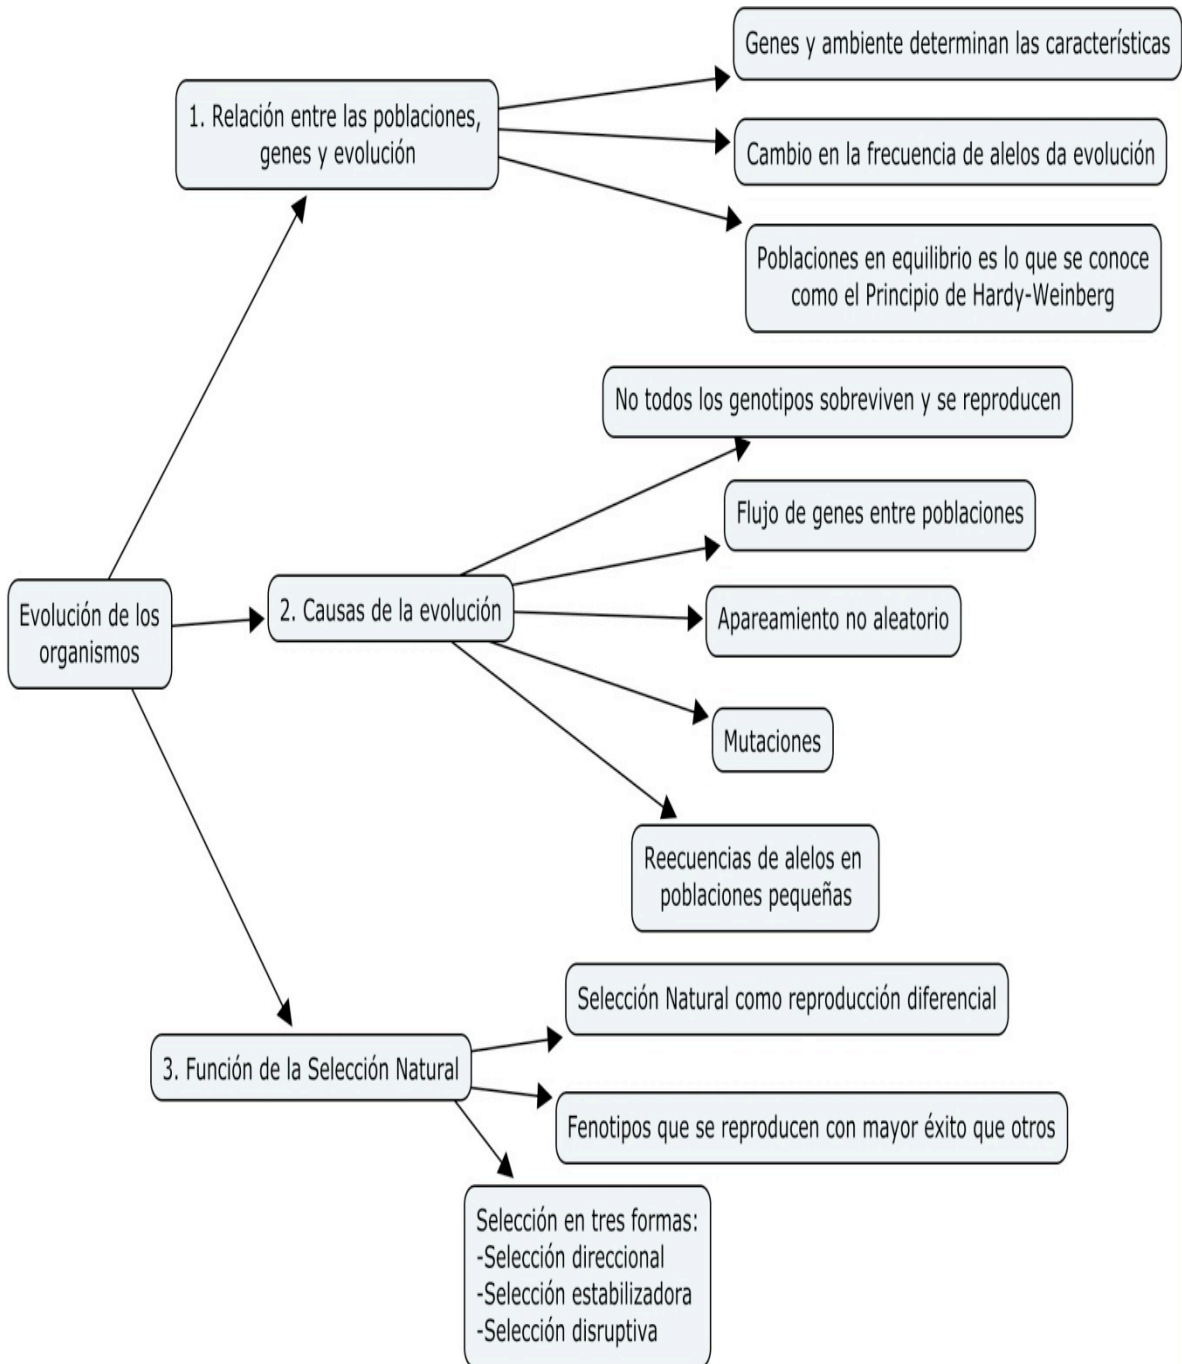 Genes y ambiente determinan las características
1. Relación entre las poblaciones,
genes y evolución
Cambio en la frecuencia de alelos da evolución
Poblaciones en equilibrio es lo que se conoce
como el Principio de Hardy-Weinberg
No todos los genotipos sobreviven y se reproducen
Flujo de genes entre poblaciones
Evolución de los
organismos
2. Causas de la evolución
Apareamiento no aleatorio
Mutaciones
Reecuencias de alelos en
poblaciones pequeñas
Selección Natural como reproducción diferencial
3. Función de la Selección Natural
Fenotipos que se reproducen con mayor éxito que otros
Selección en tres formas:
-Selección direccional
-Selección estabilizadora
-Selección disruptiva